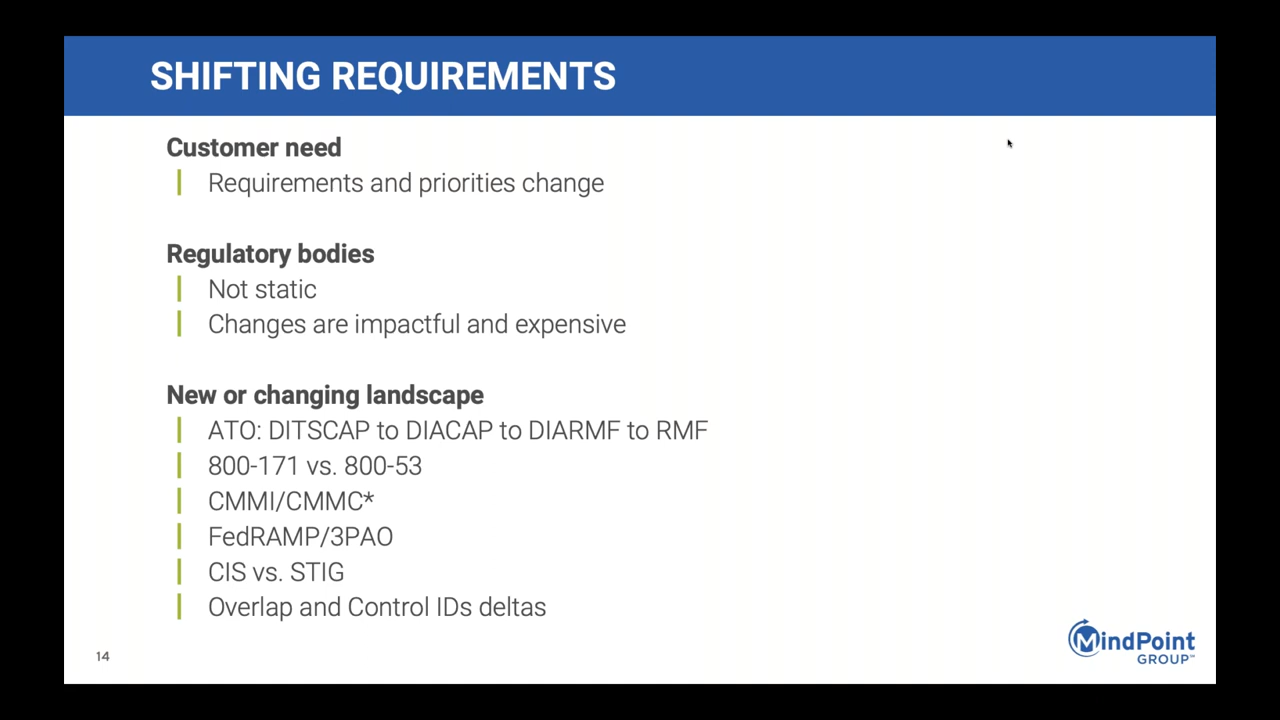 SHIFTING REQUIREMENTS
Customer need
Requirements and priorities change
Regulatory bodies
Not static
Changes are impactful and expensive
New or changing landscape
ATO: DITSCAP to DIACAP to DIARMF to RMF
800-171 vs. 800-53
CMMI/CMMC*
FedRAMP/3PAO
CIS vs. STIG
Overlap and Control IDs deltas
14
MindPoint
GROUP℠